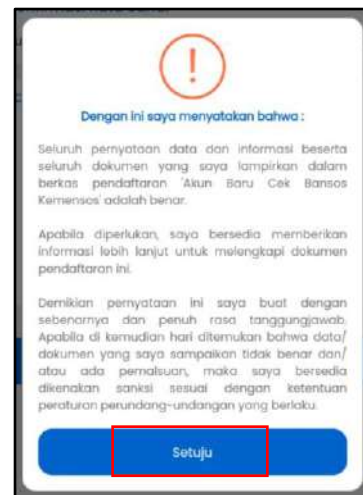 !
Dengan ini saya menyatakan bahwa :
Seluruh pernyataan data dan informasi beserta
seluruh dokumen yang saya lampirkan dalam
berkas pendaftaran 'Akun Baru Cek Bansos
Kemensos' adalah benar.
Apabila diperlukan, saya bersedia memberikan
informasi lebih lanjut untuk melengkapi dokumen
pendaftaran ini.
Demikian pernyataan ini saya buat dengan
sebenarnya dan penuh rasa tanggungjawab.
Apabila di kemudian hari ditemukan bahwa data/
dokumen yang saya sampaikan tidak benar dan/
atau ada pemalsuan, maka saya bersedia
dikenakan sanksi sesuai dengan ketentuan
peraturan perundang-undangan yang berlaku.
Setuju